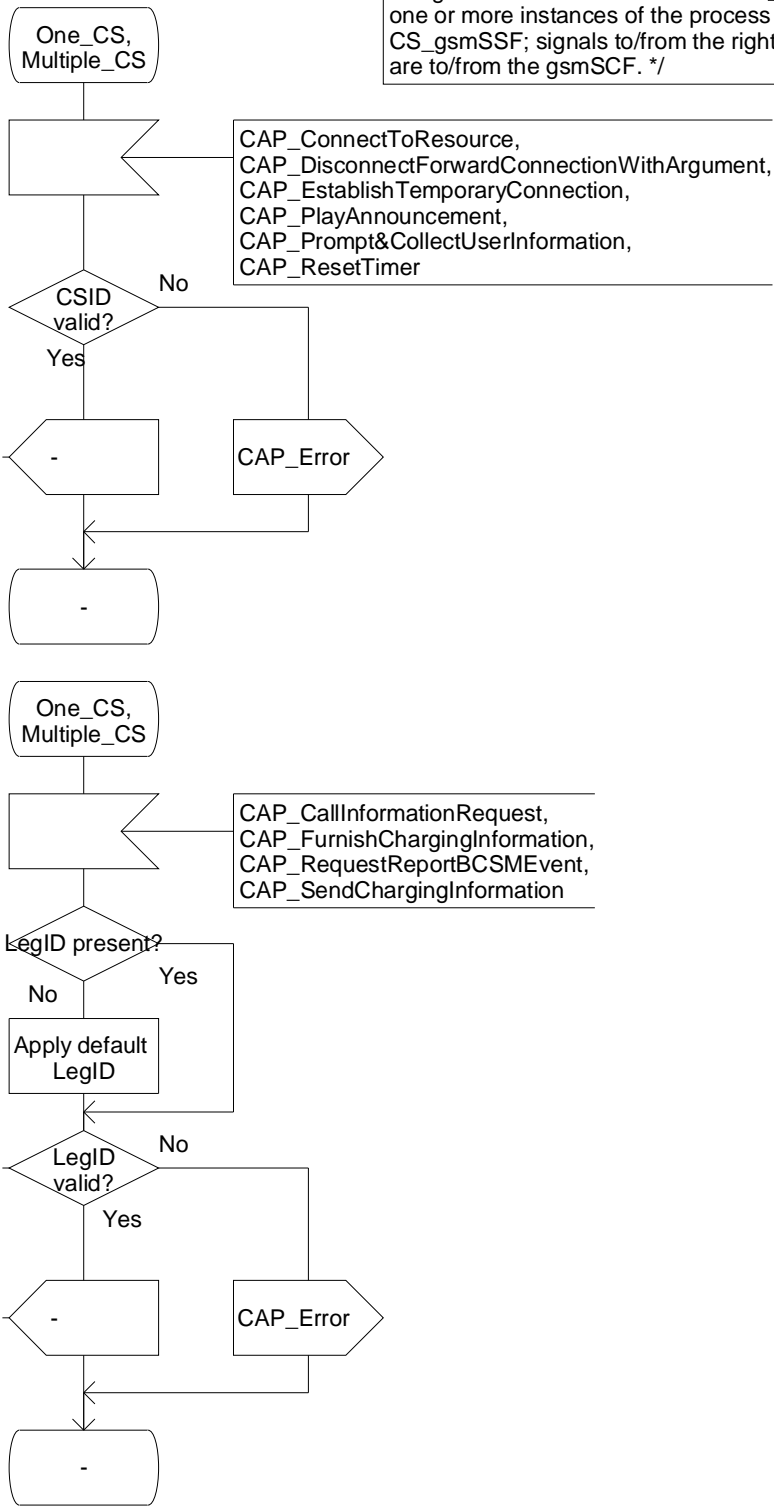 one or more instances of the process
CS_gsmSSF; signals to/from the right
are to/from the gsmSCF. */
One_CS,
Multiple_CS
CAP_ConnectToResource,
CAP_DisconnectForwardConnectionWithArgument,
CAP_EstablishTemporaryConnection,
CAP_PlayAnnouncement,
CAP_Prompt&CollectUserInformation,
CAP_ResetTimer
CSID
valid?
No
Yes
-
CAP_Error
-
One_CS,
Multiple_CS
CAP_CallInformationRequest,
CAP_FurnishChargingInformation,
CAP_RequestReportBCSMEvent,
CAP_SendChargingInformation
LegID present?
Yes
No
Apply default
LegID
LegID
valid?
No
Yes
-
CAP_Error
-